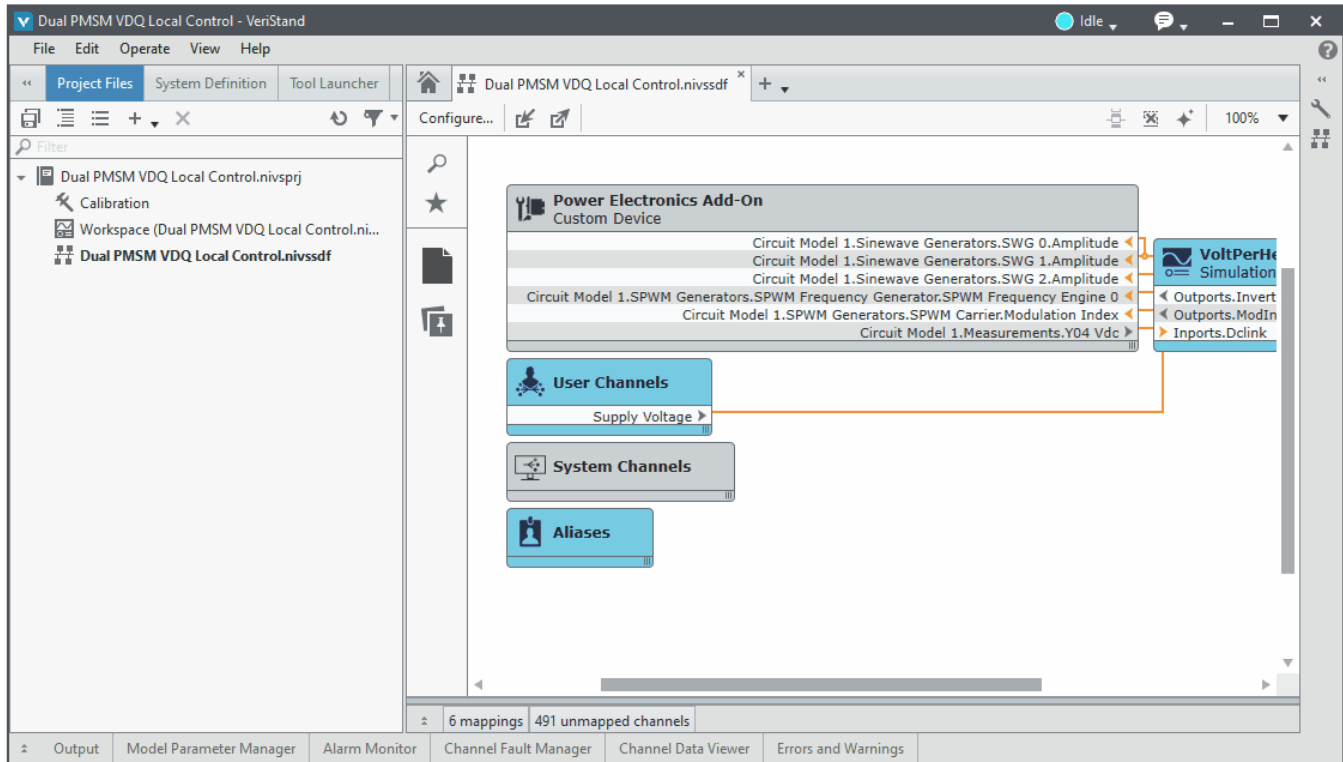 Dual PMSM VDQ Local Control - VeriStand
Idle
File Edit Operate View Help
Project Files System Definition Tool Launcher
Dual PMSM VDQ Local Control.nivssdf
Configure...
100%
Filter
Dual PMSM VDQ Local Control.nivsprj
Calibration
Workspace (Dual PMSM VDQ Local Control.ni...
Dual PMSM VDQ Local Control.nivssdf
Power Electronics Add-On
Custom Device
Circuit Model 1.Sinewave Generators.SWG 0.Amplitude
Circuit Model 1.Sinewave Generators.SWG 1.Amplitude
Circuit Model 1.Sinewave Generators.SWG 2.Amplitude
Circuit Model 1.SPWM Generators.SPWM Frequency Generator.SPWM Frequency Engine 0
Circuit Model 1.SPWM Generators.SPWM Carrier.Modulation Index
Circuit Model 1.Measurements.Y04 Vdc
VoltPerHe
Simulation
Outports.Invert
Outports.ModIn
Inports.Dclink
User Channels
Supply Voltage
System Channels
Aliases
6 mappings 491 unmapped channels
Output Model Parameter Manager Alarm Monitor Channel Fault Manager Channel Data Viewer Errors and Warnings